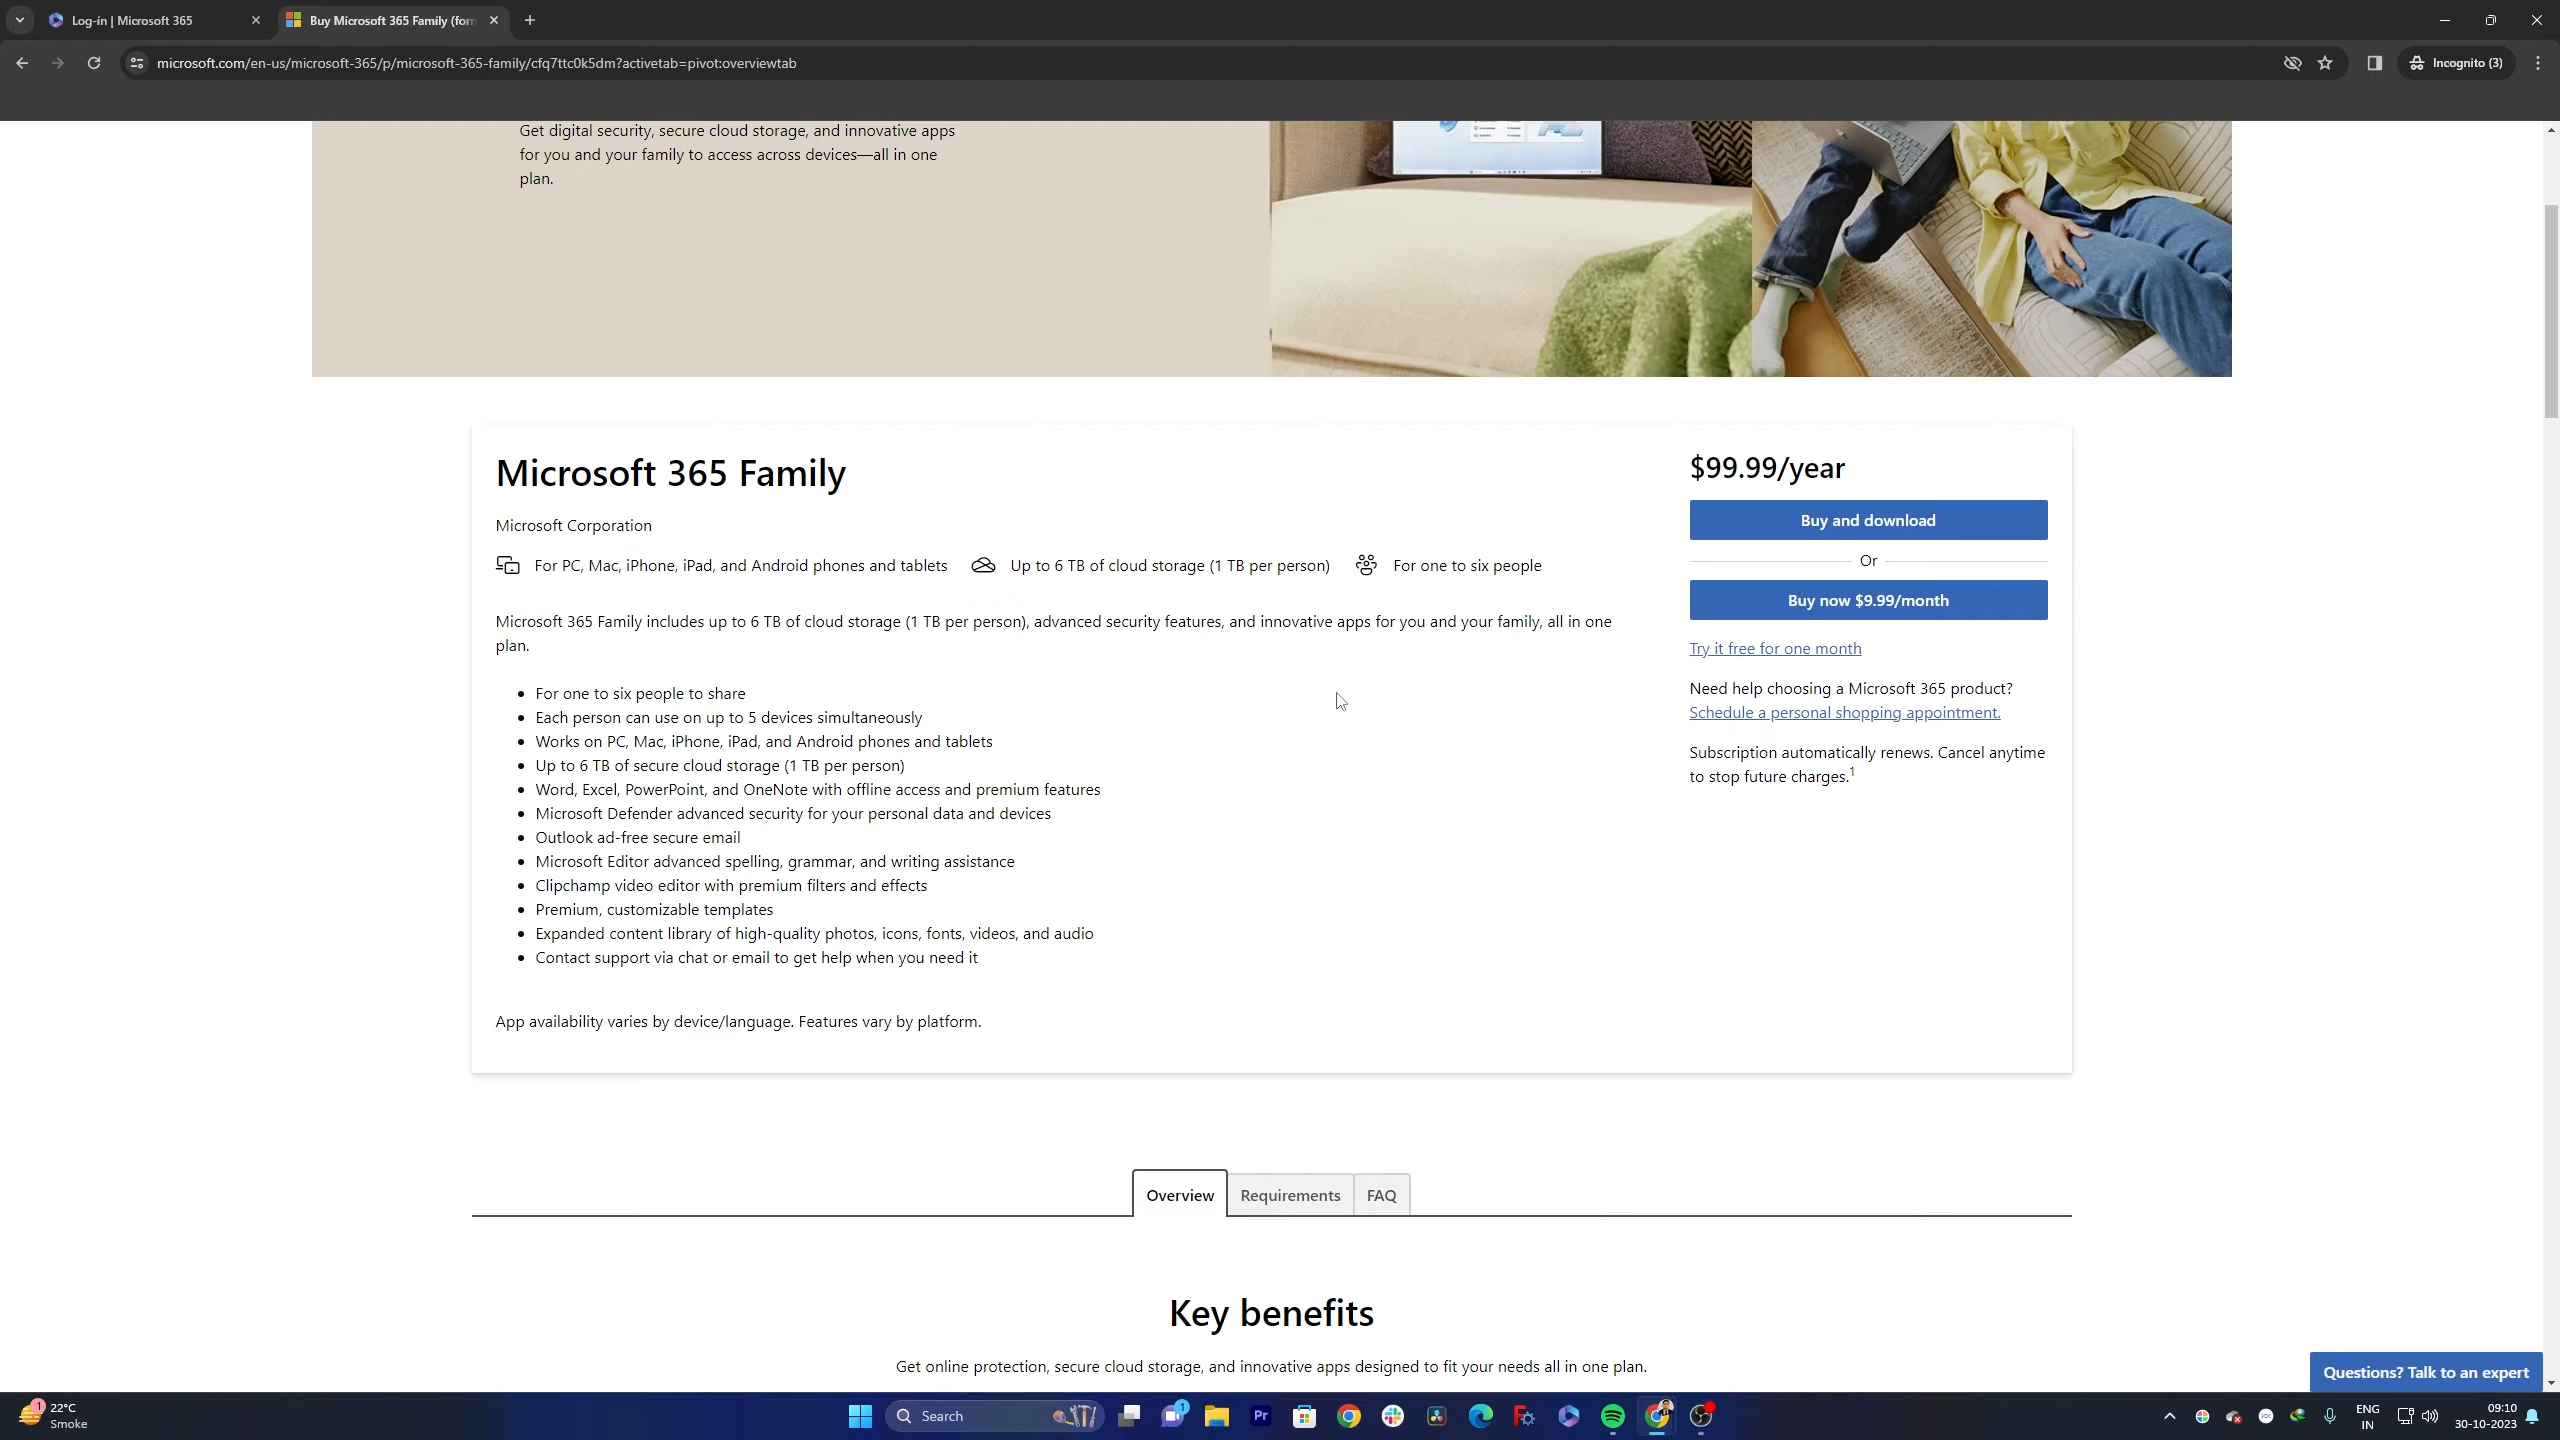 Log-in | Microsoft 365
Buy Microsoft 365 Family (for
microsoft.com/en-us/microsoft-365/p/microsoft-365-family/cfq7ttc0k5dm?activetab=pivot:overviewtab
Incognito (3)
Get digital security, secure cloud storage, and innovative apps
for you and your family to access across devices—all in one
plan.
Microsoft 365 Family
Microsoft Corporation
For PC, Mac, iPhone, iPad, and Android phones and tablets
Up to 6 TB of cloud storage (1 TB per person)
For one to six people
Microsoft 365 Family includes up to 6 TB of cloud storage (1 TB per person), advanced security features, and innovative apps for you and your family, all in one
plan.
• For one to six people to share
• Each person can use on up to 5 devices simultaneously
• Works on PC, Mac, iPhone, iPad, and Android phones and tablets
• Up to 6 TB of secure cloud storage (1 TB per person)
• Word, Excel, PowerPoint, and OneNote with offline access and premium features
• Microsoft Defender advanced security for your personal data and devices
• Outlook ad-free secure email
• Microsoft Editor advanced spelling, grammar, and writing assistance
• Clipchamp video editor with premium filters and effects
• Premium, customizable templates
• Expanded content library of high-quality photos, icons, fonts, videos, and audio
• Contact support via chat or email to get help when you need it
App availability varies by device/language. Features vary by platform.
$99.99/year
Buy and download
Or
Buy now $9.99/month
Try it free for one month
Need help choosing a Microsoft 365 product?
Schedule a personal shopping appointment.
Subscription automatically renews. Cancel anytime
to stop future charges.1
Overview
Requirements
FAQ
Key benefits
Get online protection, secure cloud storage, and innovative apps designed to fit your needs all in one plan.
Questions? Talk to an expert
1
22°C
Smoke
Search
1
Pr
ENG
IN
09:10
30-10-2023